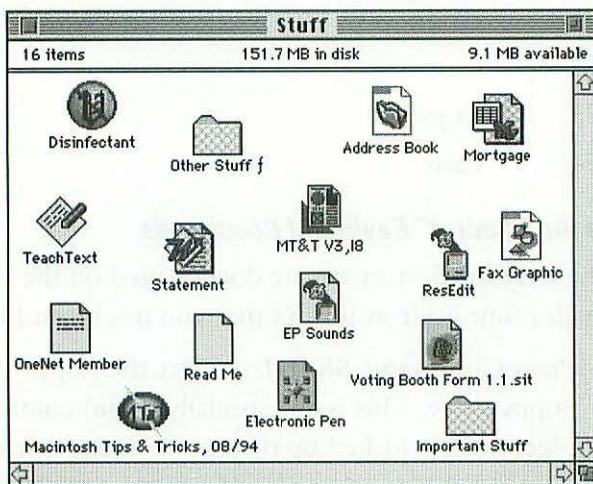 Stuff
16 items 151.7 MB in disk 9.1 MB available
Disinfectant
Other Stuff ƒ
Address Book
Mortgage
TeachText
Statement
MT&T V3,I8
ResEdit
Fax Graphic
OneNet Member
Read Me
EP Sounds
Voting Booth Form 1.1.sit
Electronic Pen
Macintosh Tips & Tricks, 08/94
Important Stuff